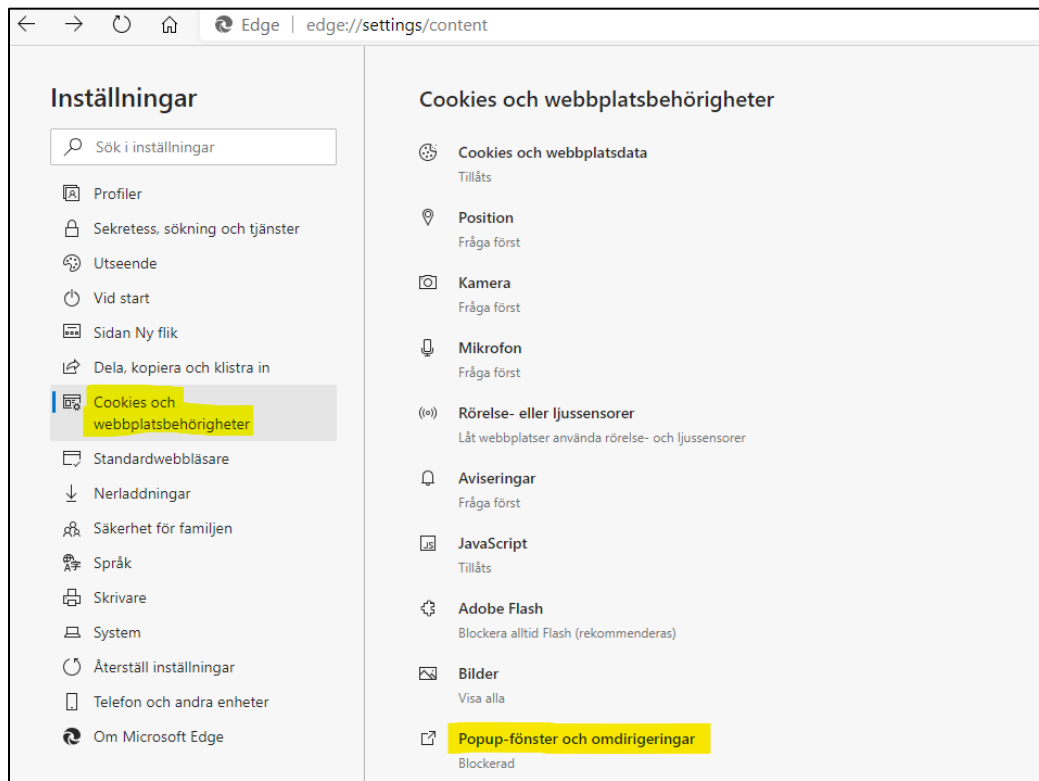 Edge | edge://settings/content
Inställningar
Sök i inställningar
Profiler
Sekretess, sökning och tjänster
Utseende
Vid start
Sidan Ny flik
Dela, kopiera och klistra in
Cookies och
webbplatsbehörigheter
Standardwebbläsare
Nerladdningar
Säkerhet för familjen
Språk
Skrivare
System
Återställ inställningar
Telefon och andra enheter
Om Microsoft Edge
Cookies och webbplatsbehörigheter
Cookies och webbplatsdata
Tillåts
Position
Fråga först
Kamera
Fråga först
Mikrofon
Fråga först
Rörelse- eller ljussensorer
Låt webbplatser använda rörelse- och ljussensorer
Aviseringar
Fråga först
JS
JavaScript
Tillåts
Adobe Flash
Blockera alltid Flash (rekommenderas)
Bilder
Visa alla
Popup-fönster och omdirigeringar
Blockerad